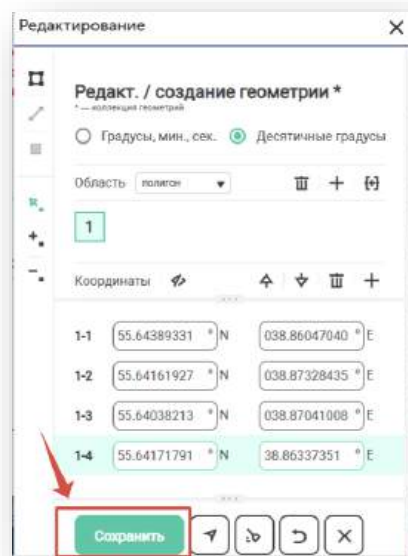 Редактирование
Редакт. / создание геометрии *
* — коллекция геометрий
Градусы, мин., сек. Десятичные градусы
Область полигон
1
Координаты
1-1 55.64389331 ° N 038.86047040 ° E
1-2 55.64161927 ° N 038.87328435 ° E
1-3 55.64038213 ° N 038.87041008 ° E
1-4 55.64171791 ° N 38.86337351 ° E
Сохранить